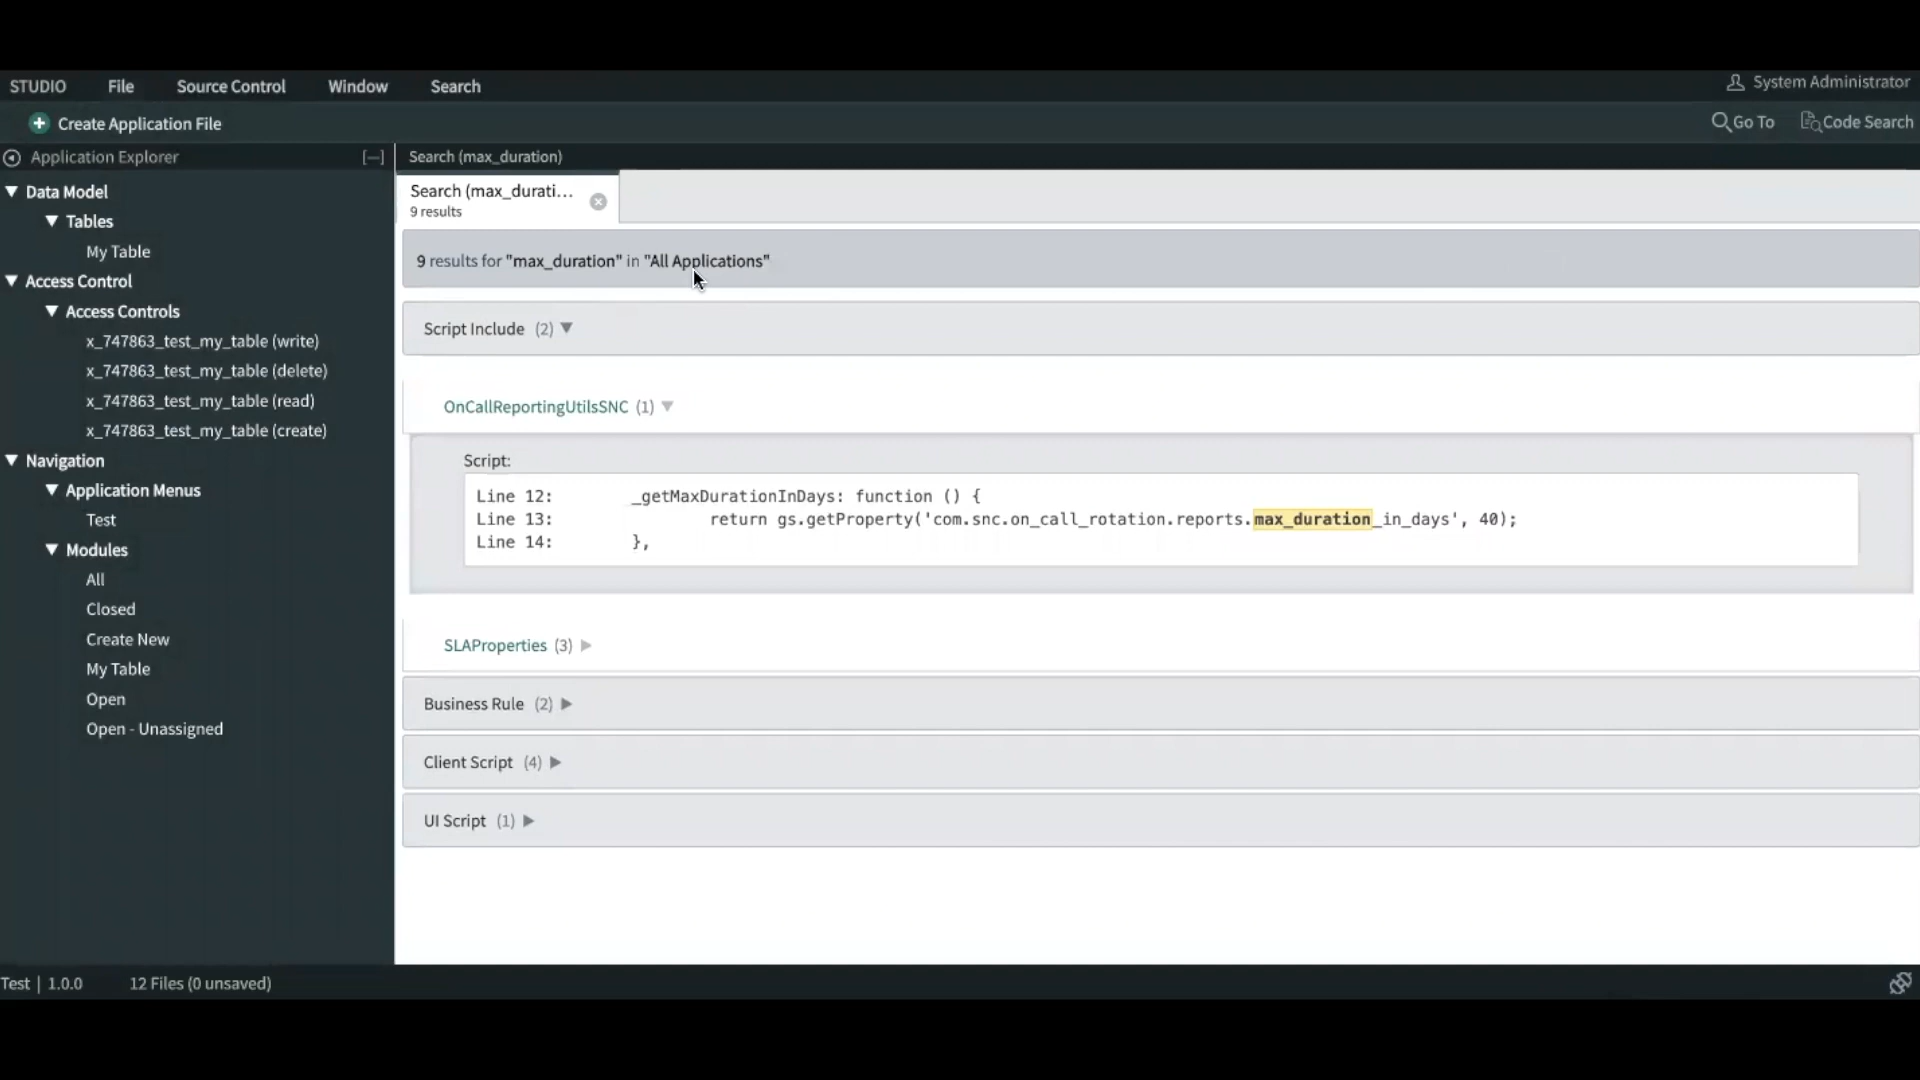 STUDIO File Source Control Window Search System Administrator
Create Application File Go To Code Search
Application Explorer [—] Search (max_duration)
Data Model
Tables
My Table
Access Control
Access Controls
x_747863_test_my_table (write)
x_747863_test_my_table (delete)
x_747863_test_my_table (read)
x_747863_test_my_table (create)
Navigation
Application Menus
Test
Modules
All
Closed
Create New
My Table
Open
Open - Unassigned
Search (max_durati...
9 results
9 results for "max_duration" in "All Applications"
Script Include (2)
OnCallReportingUtilsSNC (1)
Script:
Line 12: _getMaxDurationInDays: function () {
Line 13: return gs.getProperty('com.snc.on_call_rotation.reports.max_duration_in_days', 40);
Line 14: },
SLAProperties (3)
Business Rule (2)
Client Script (4)
UI Script (1)
Test | 1.0.0 12 Files (0 unsaved)